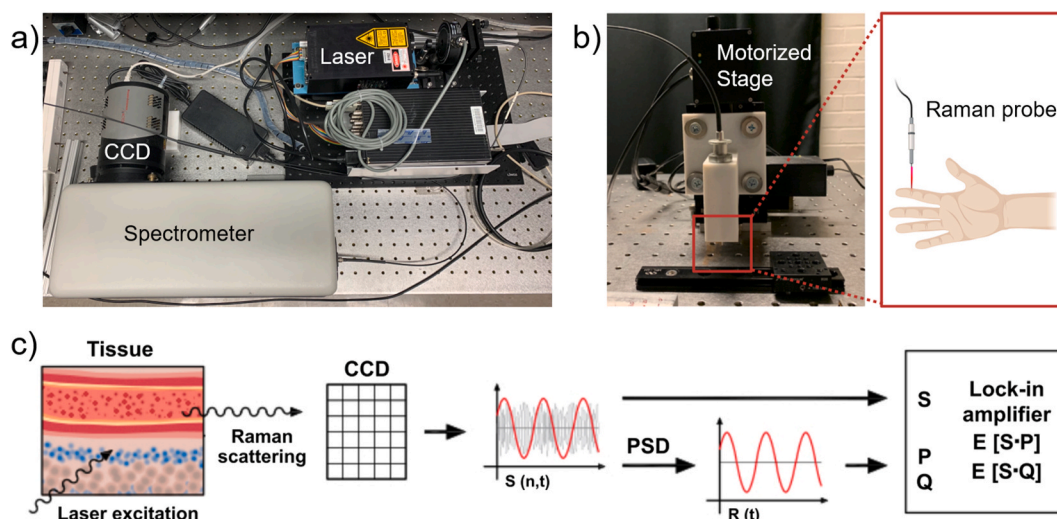 a)
Laser
CCD
Spectrometer
b)
Motorized
Stage
Raman probe
c)
Tissue
Raman
scattering
Laser excitation
CCD
S (n,t)
PSD
R (t)
S
P
Q
Lock-in
amplifier
E [S·P]
E [S·Q]